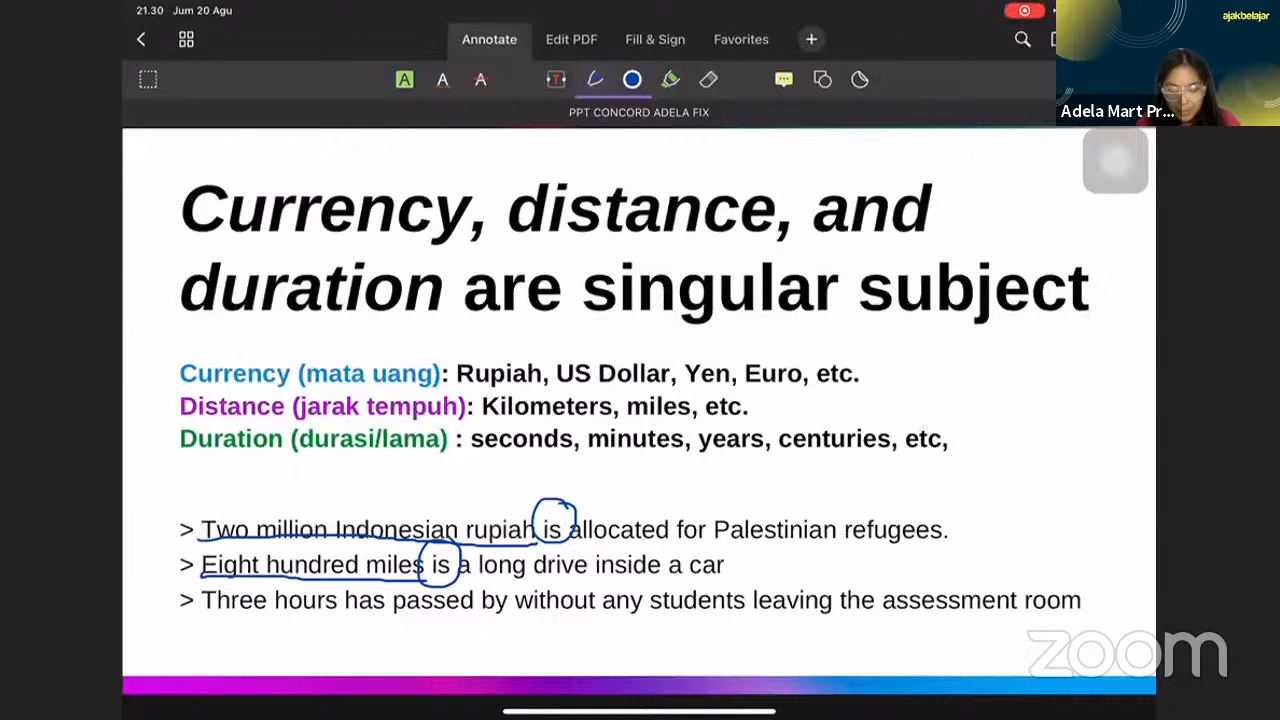 21.30 Jum 20 Agu
ajakbelajar
Annotate Edit PDF Fill & Sign Favorites +
A A A T
PPT CONCORD ADELA FIX
Adela Mart Pr...
Currency, distance, and
duration are singular subject
Currency (mata uang): Rupiah, US Dollar, Yen, Euro, etc.
Distance (jarak tempuh): Kilometers, miles, etc.
Duration (durasi/lama) : seconds, minutes, years, centuries, etc,
> Two million Indonesian rupiah is allocated for Palestinian refugees.
> Eight hundred miles is a long drive inside a car
> Three hours has passed by without any students leaving the assessment room
zoom